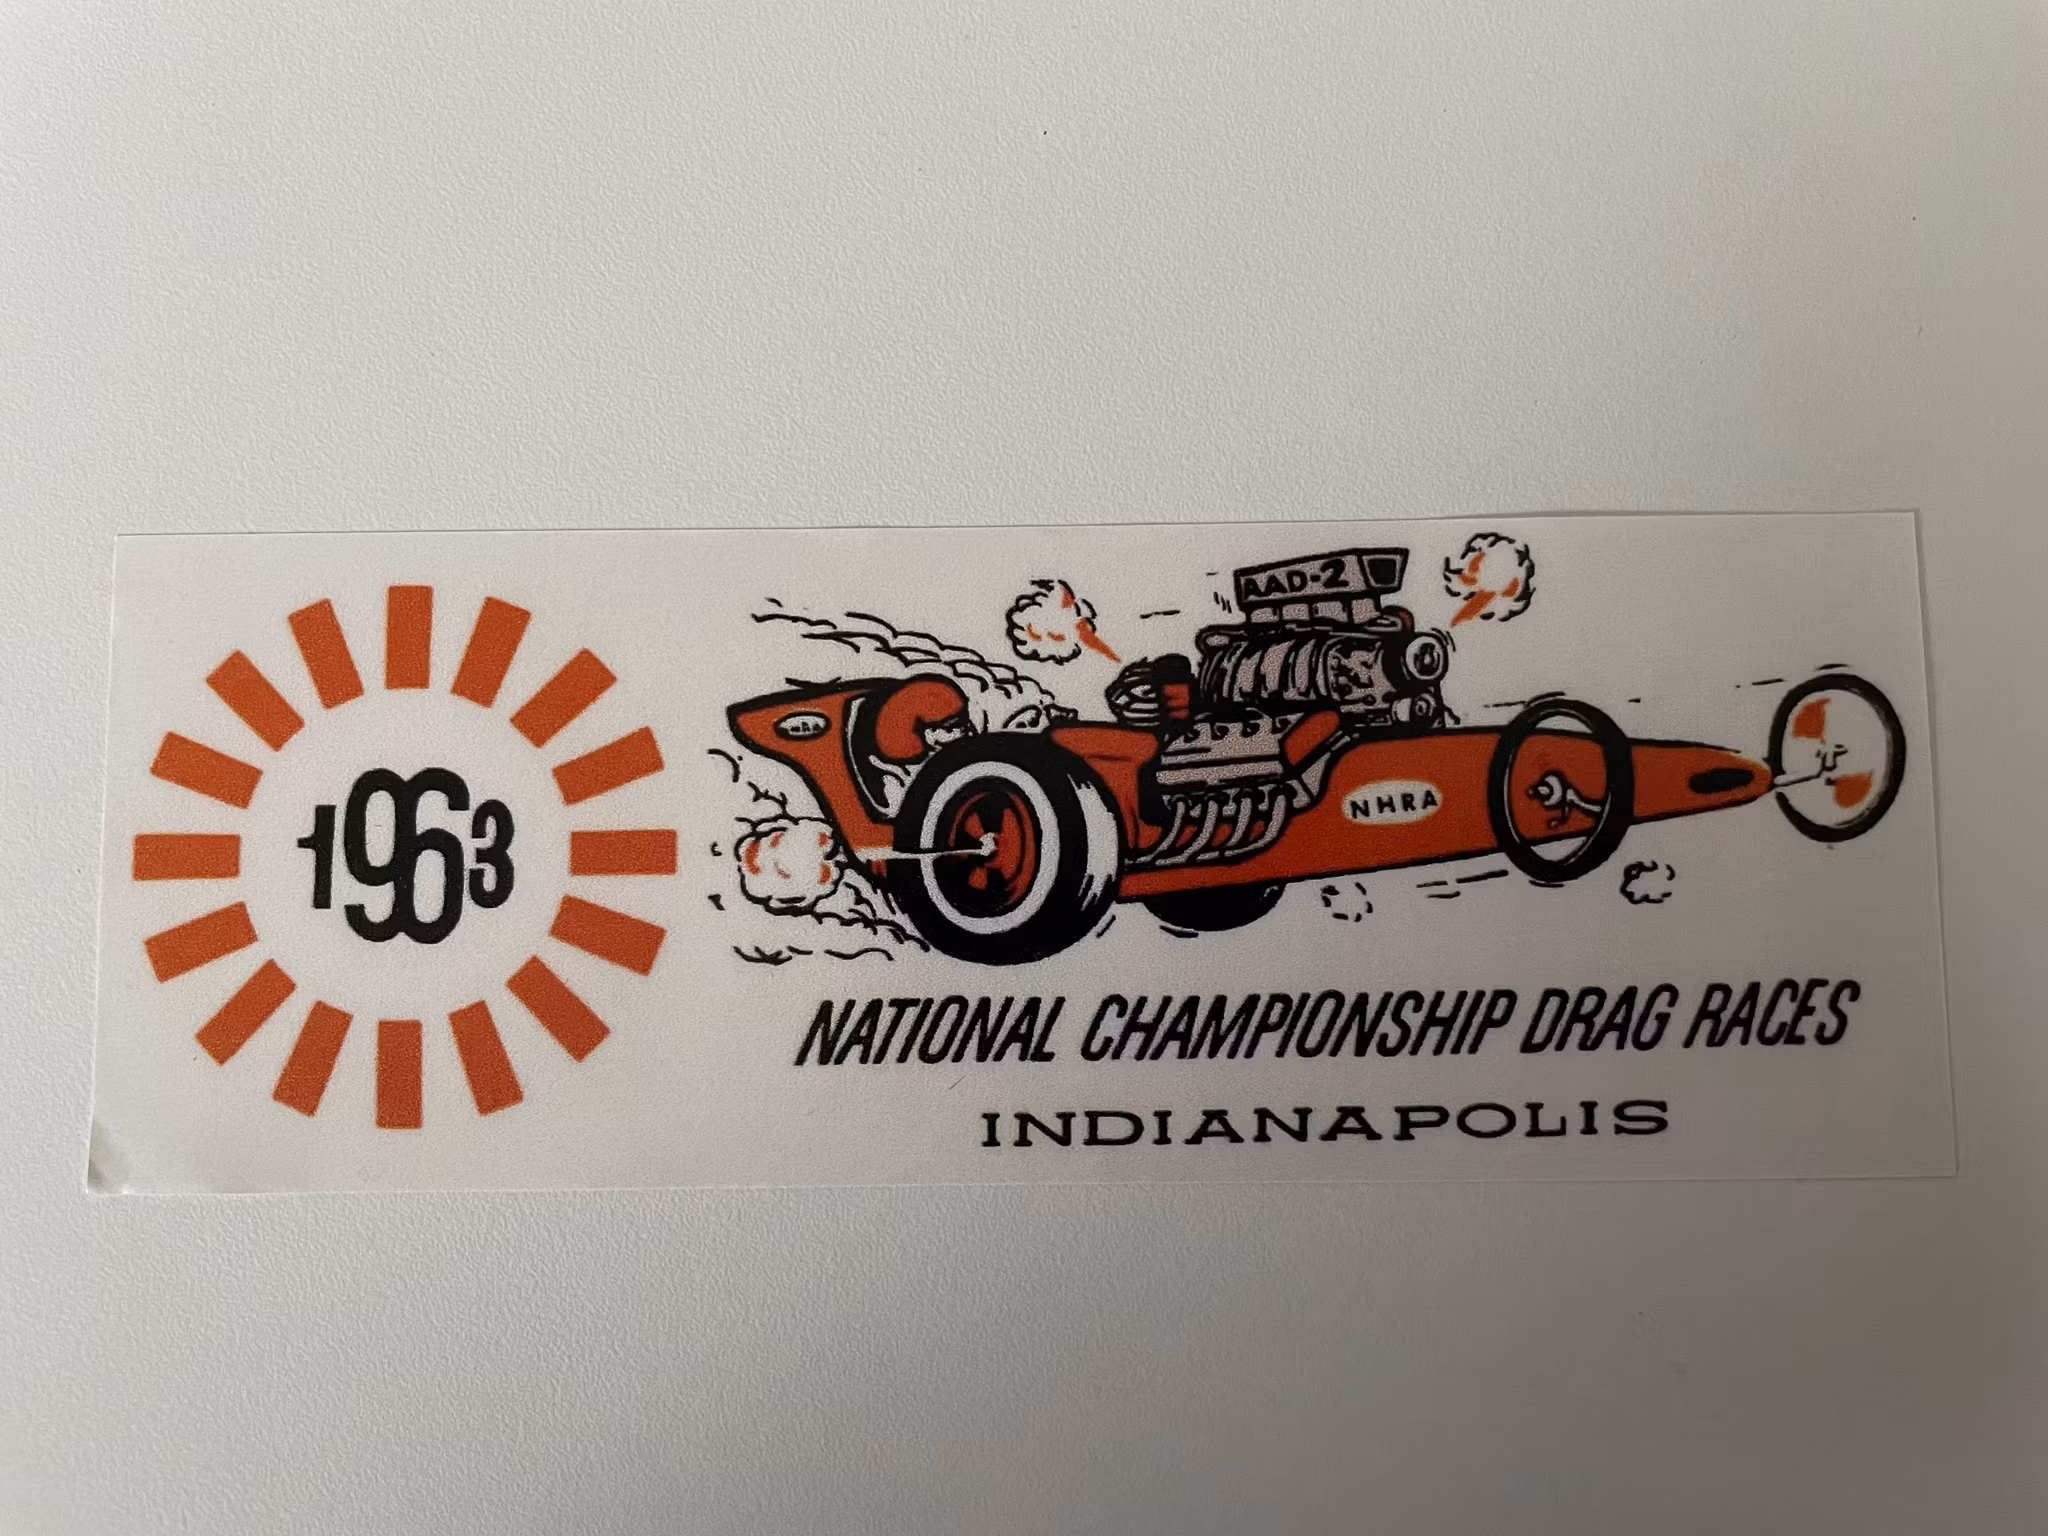 1963
AAD-2
NHRA
NHRA
NATIONAL CHAMPIONSHIP DRAG RACES
INDIANAPOLIS